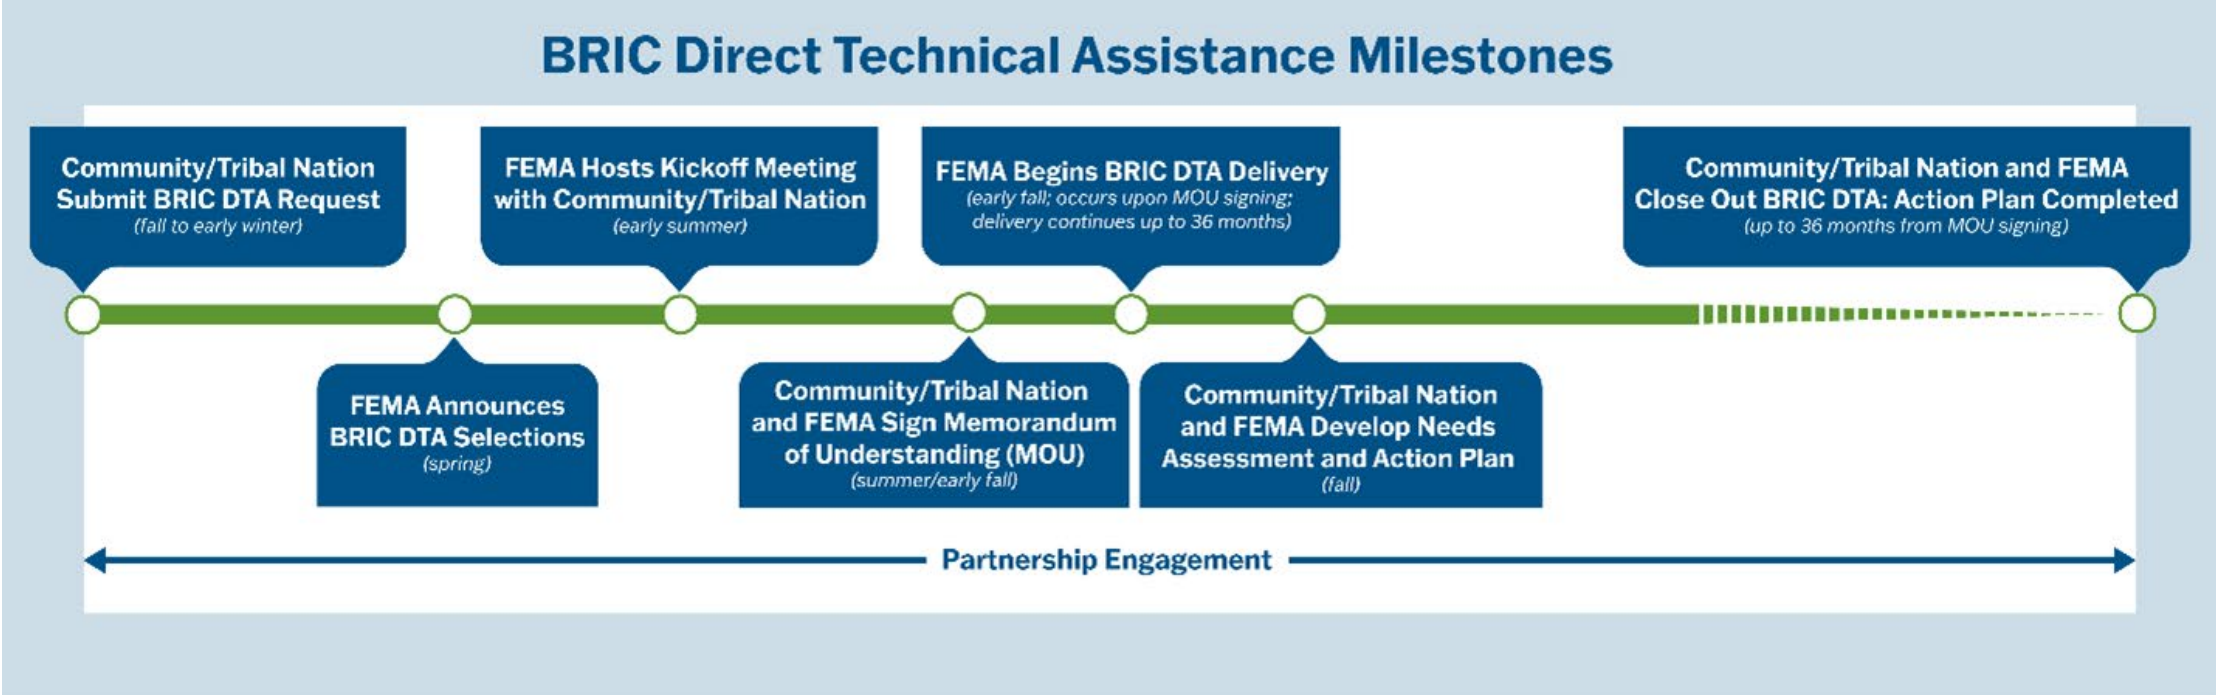 BRIC Direct Technical Assistance Milestones
Community/Tribal Nation
Submit BRIC DTA Request
(fall to early winter)
FEMA Hosts Kickoff Meeting
with Community/Tribal Nation
(early summer)
FEMA Begins BRIC DTA Delivery
(early fall; occurs upon MOU signing;
delivery continues up to 36 months)
Community/Tribal Nation and FEMA
Close Out BRIC DTA: Action Plan Completed
(up to 36 months from MOU signing)
FEMA Announces
BRIC DTA Selections
(spring)
Community/Tribal Nation
and FEMA Sign Memorandum
of Understanding (MOU)
(summer/early fall)
Community/Tribal Nation
and FEMA Develop Needs
Assessment and Action Plan
(fall)
Partnership Engagement